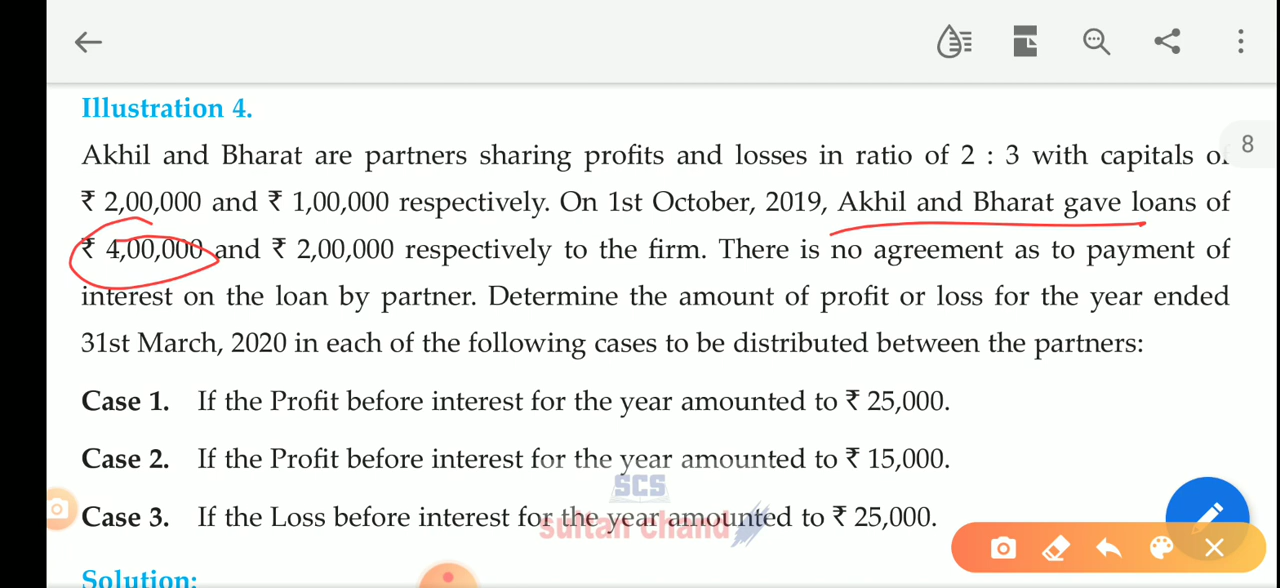 8
Illustration 4.
Akhil and Bharat are partners sharing profits and losses in ratio of 2 : 3 with capitals of
₹ 2,00,000 and ₹ 1,00,000 respectively. On 1st October, 2019, Akhil and Bharat gave loans of
₹ 4,00,000 and ₹ 2,00,000 respectively to the firm. There is no agreement as to payment of
interest on the loan by partner. Determine the amount of profit or loss for the year ended
31st March, 2020 in each of the following cases to be distributed between the partners:
Case 1. If the Profit before interest for the year amounted to ₹ 25,000.
Case 2. If the Profit before interest for the year amounted to ₹ 15,000.
SCS
Case 3. If the Loss before interest for the year amounted to ₹ 25,000.
sultan chand
Solution: